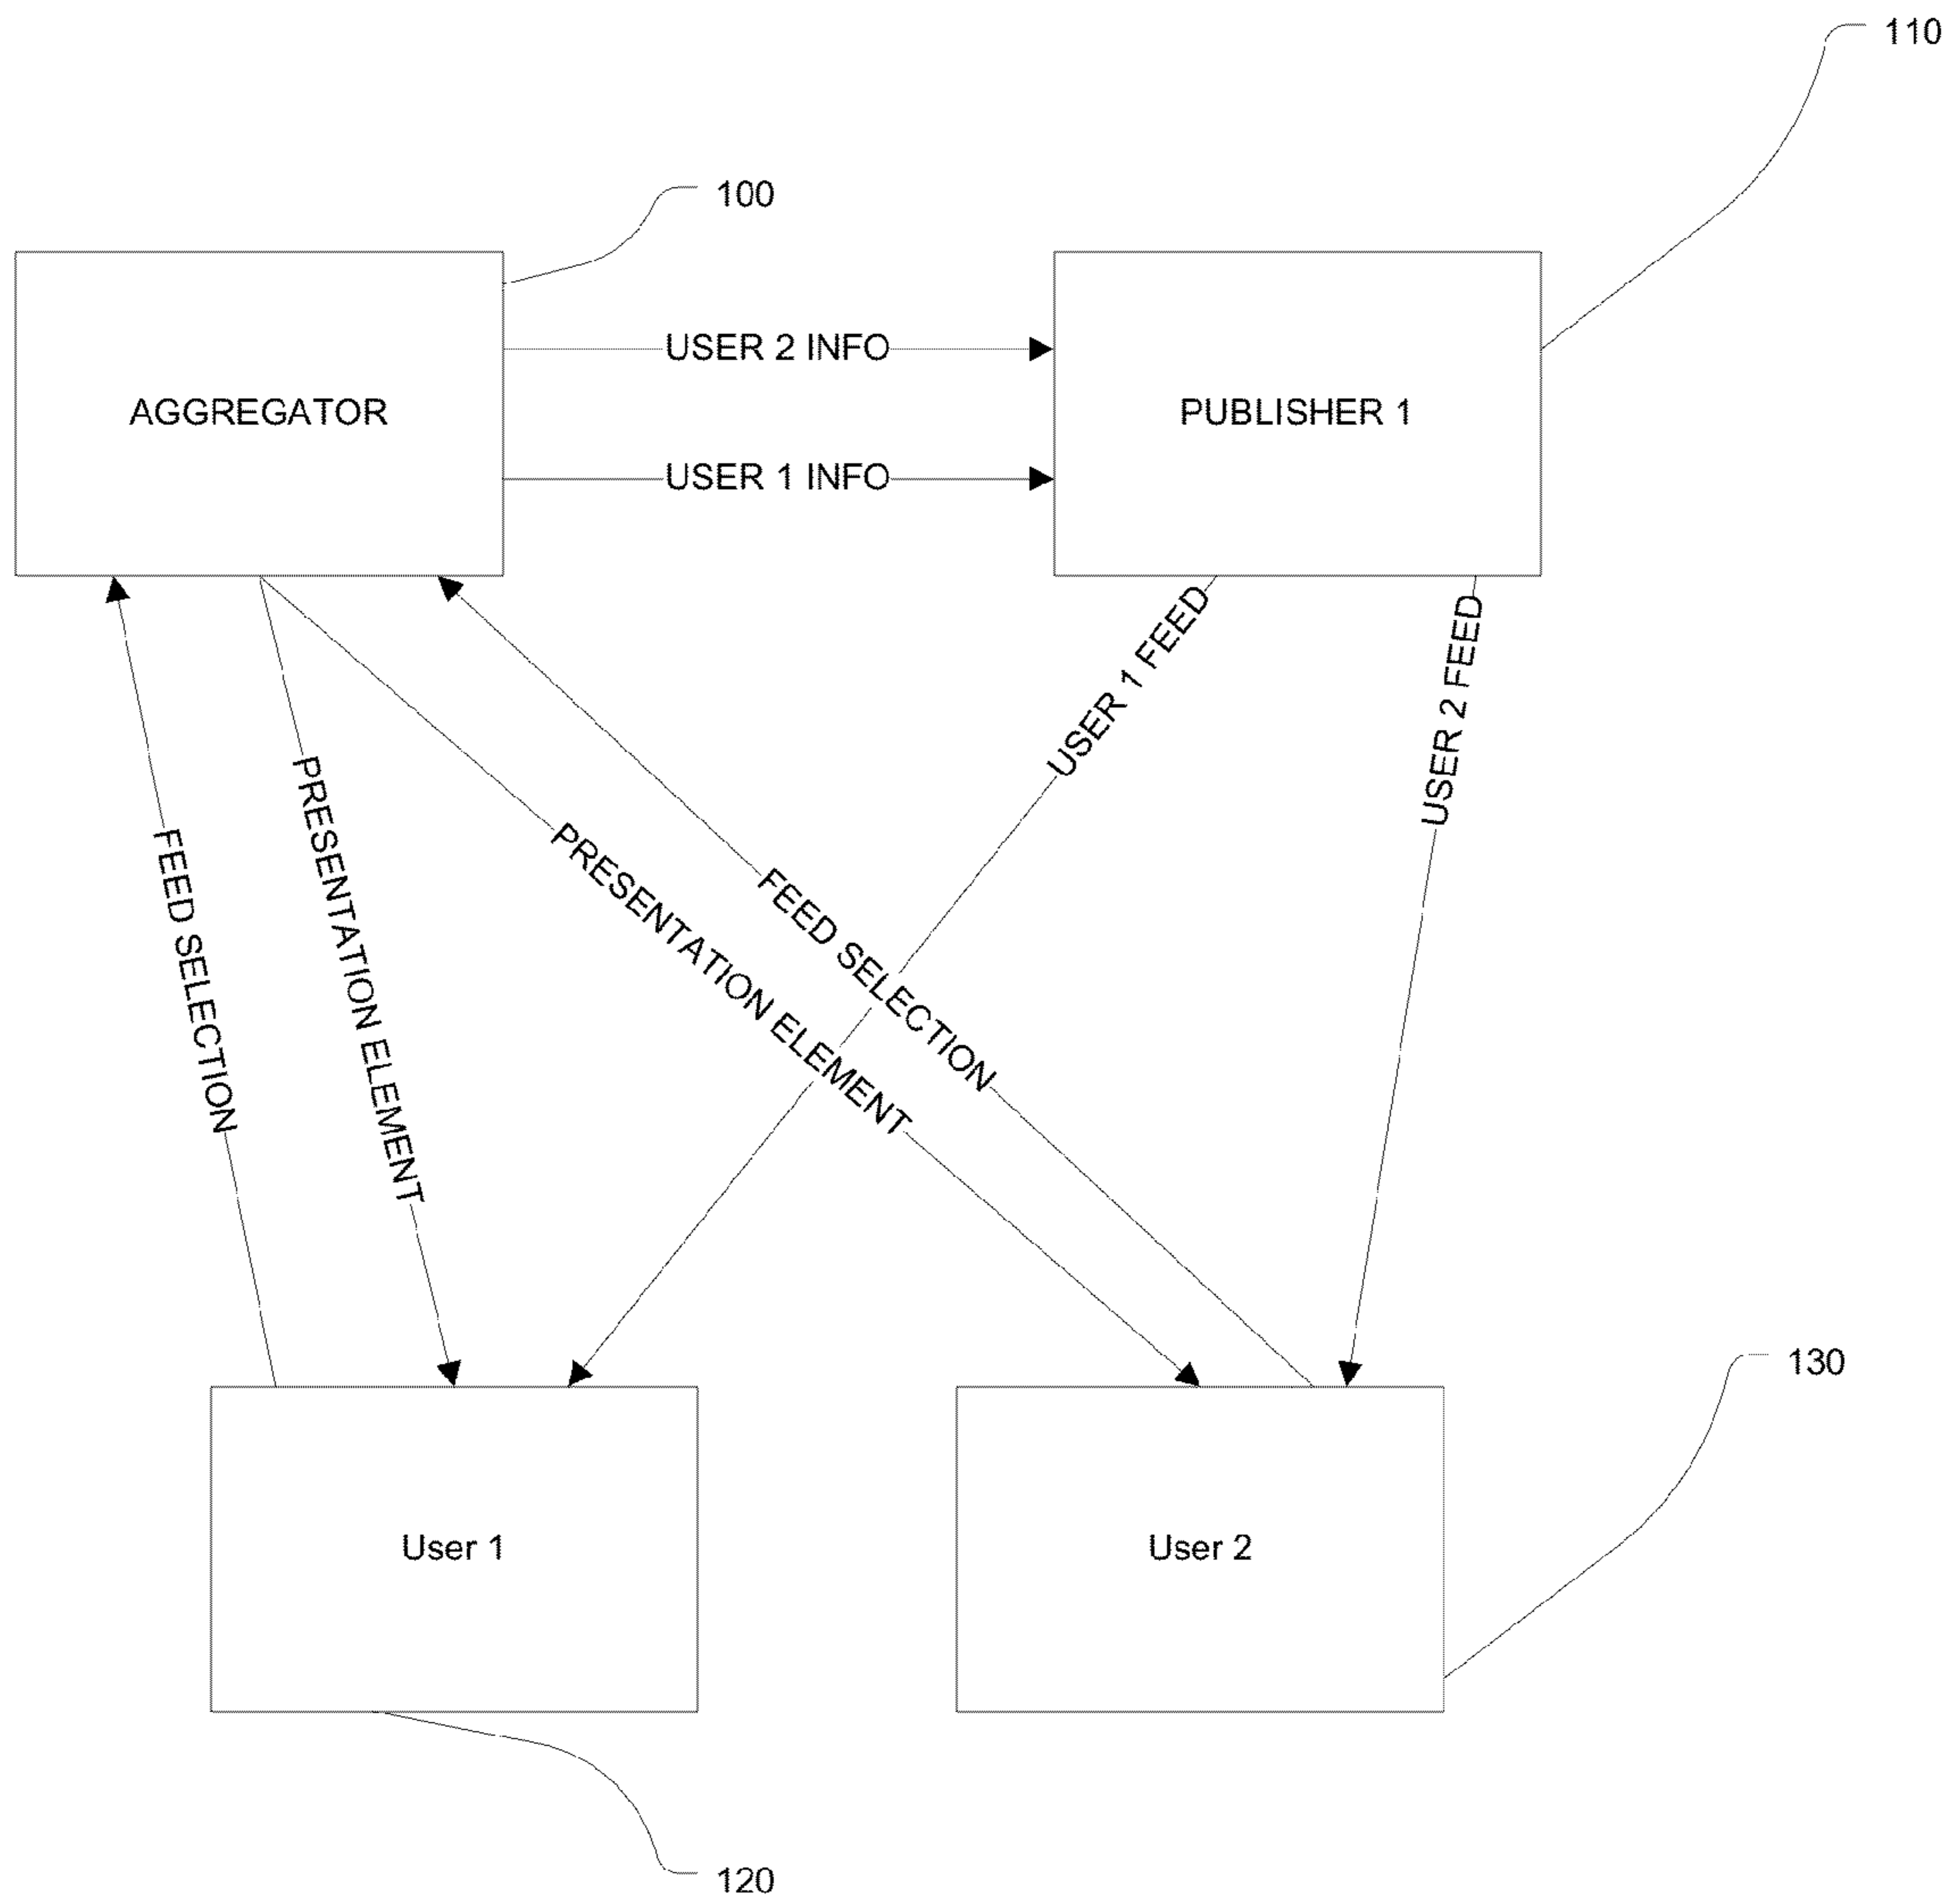 110
100
USER 2 INFO
AGGREGATOR
PUBLISHER 1
USER 1 INFO
USER 1 FEED
USER 2 FEED
FEED SELECTION
PRESENTATION ELEMENT
PRESENTATION ELEMENT
FEED SELECTION
130
User 1
User 2
120